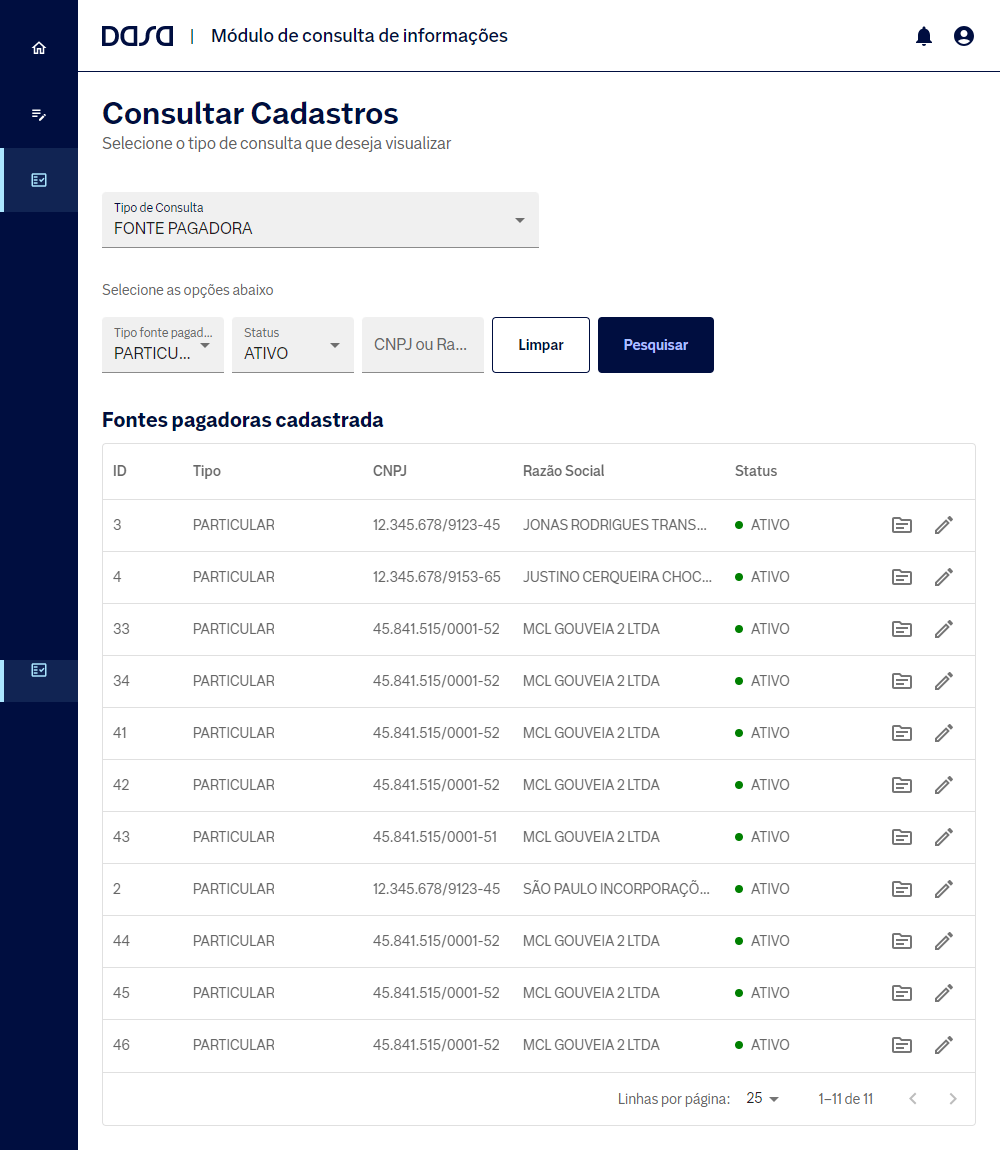 DASA | Módulo de consulta de informações
Consultar Cadastros
Selecione o tipo de consulta que deseja visualizar
Tipo de Consulta
FONTE PAGADORA
Selecione as opções abaixo
Tipo fonte pagad... Status
PARTICU... ATIVO CNPJ ou Ra... Limpar Pesquisar
Fontes pagadoras cadastrada
ID Tipo CNPJ Razão Social Status
3 PARTICULAR 12.345.678/9123-45 JONAS RODRIGUES TRANS... ATIVO
4 PARTICULAR 12.345.678/9153-65 JUSTINO CERQUEIRA CHOC... ATIVO
33 PARTICULAR 45.841.515/0001-52 MCL GOUVEIA 2 LTDA ATIVO
34 PARTICULAR 45.841.515/0001-52 MCL GOUVEIA 2 LTDA ATIVO
41 PARTICULAR 45.841.515/0001-52 MCL GOUVEIA 2 LTDA ATIVO
42 PARTICULAR 45.841.515/0001-52 MCL GOUVEIA 2 LTDA ATIVO
43 PARTICULAR 45.841.515/0001-51 MCL GOUVEIA 2 LTDA ATIVO
2 PARTICULAR 12.345.678/9123-45 SÃO PAULO INCORPORAÇÕ... ATIVO
44 PARTICULAR 45.841.515/0001-52 MCL GOUVEIA 2 LTDA ATIVO
45 PARTICULAR 45.841.515/0001-52 MCL GOUVEIA 2 LTDA ATIVO
46 PARTICULAR 45.841.515/0001-52 MCL GOUVEIA 2 LTDA ATIVO
Linhas por página: 25 1–11 de 11